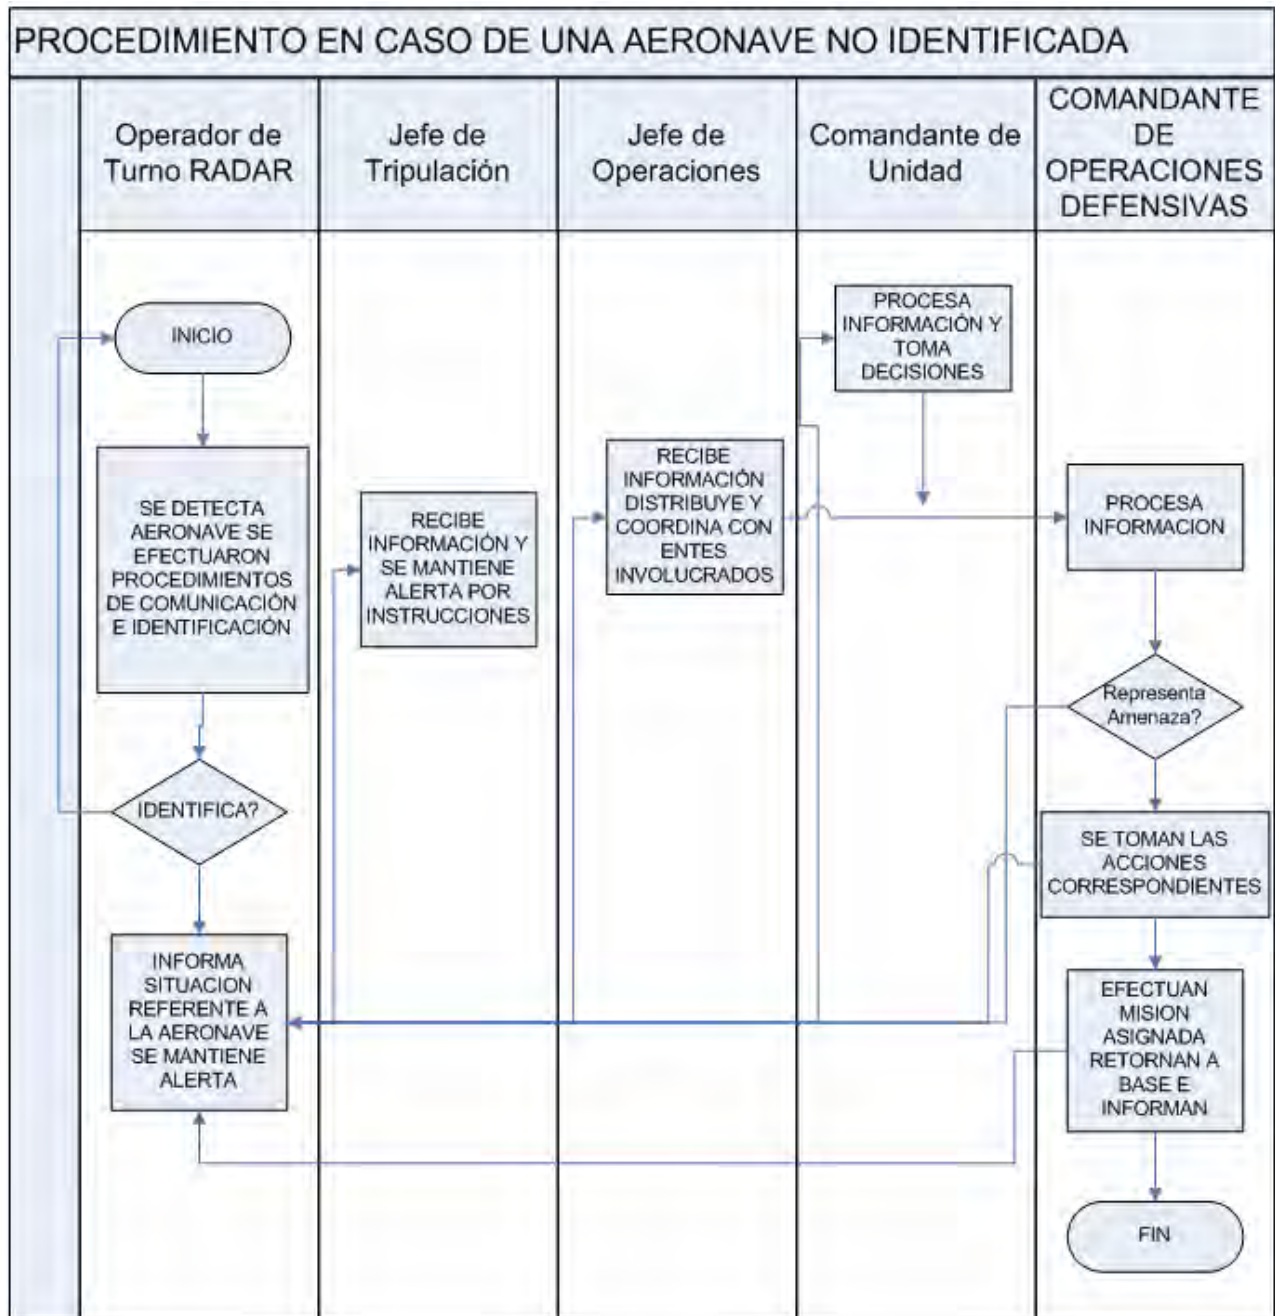 PROCEDIMIENTO EN CASO DE UNA AERONAVE NO IDENTIFICADA
Operador de
Turno RADAR
Jefe de
Tripulación
Jefe de
Operaciones
Comandante de
Unidad
COMANDANTE
DE
OPERACIONES
DEFENSIVAS
INICIO
SE DETECTA
AERONAVE SE
EFECTUARON
PROCEDIMIENTOS
DE COMUNICACIÓN
E IDENTIFICACIÓN
IDENTIFICA?
INFORMA
SITUACION
REFERENTE A
LA AERONAVE
SE MANTIENE
ALERTA
RECIBE
INFORMACIÓN Y
SE MANTIENE
ALERTA POR
INSTRUCCIONES
RECIBE
INFORMACIÓN
DISTRIBUYE Y
COORDINA CON
ENTES
INVOLUCRADOS
PROCESA
INFORMACIÓN Y
TOMA
DECISIONES
PROCESA
INFORMACION
Representa
Amenaza?
SE TOMAN LAS
ACCIONES
CORRESPONDIENTES
EFECTUAN
MISION
ASIGNADA
RETORNAN A
BASE E
INFORMAN
FIN